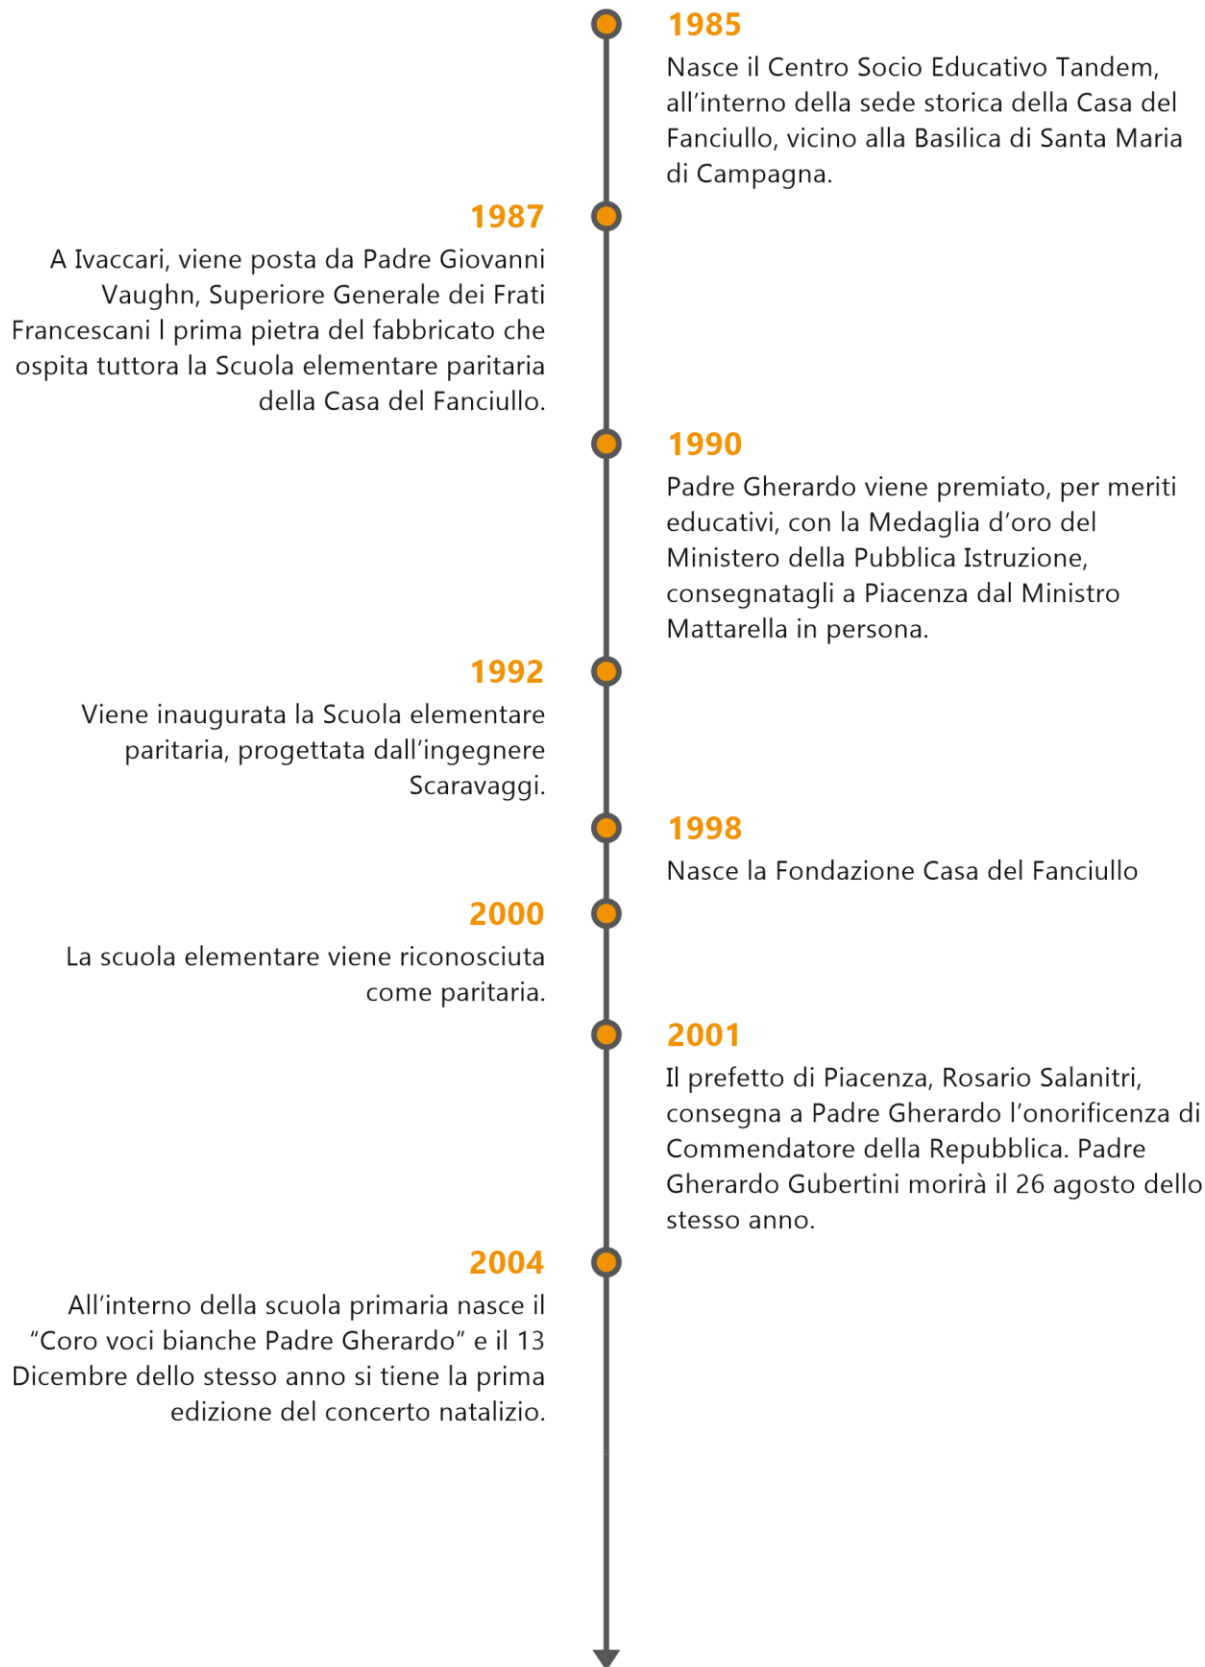 1985
Nasce il Centro Socio Educativo Tandem,
all’interno della sede storica della Casa del
Fanciullo, vicino alla Basilica di Santa Maria
di Campagna.
1987
A Ivaccari, viene posta da Padre Giovanni
Vaughn, Superiore Generale dei Frati
Francescani l prima pietra del fabbricato che
ospita tuttora la Scuola elementare paritaria
della Casa del Fanciullo.
1990
Padre Gherardo viene premiato, per meriti
educativi, con la Medaglia d’oro del
Ministero della Pubblica Istruzione,
consegnatagli a Piacenza dal Ministro
Mattarella in persona.
1992
Viene inaugurata la Scuola elementare
paritaria, progettata dall’ingegnere
Scaravaggi.
1998
Nasce la Fondazione Casa del Fanciullo
2000
La scuola elementare viene riconosciuta
come paritaria.
2001
Il prefetto di Piacenza, Rosario Salanitri,
consegna a Padre Gherardo l’onorificenza di
Commendatore della Repubblica. Padre
Gherardo Gubertini morirà il 26 agosto dello
stesso anno.
2004
All’interno della scuola primaria nasce il
“Coro voci bianche Padre Gherardo” e il 13
Dicembre dello stesso anno si tiene la prima
edizione del concerto natalizio.